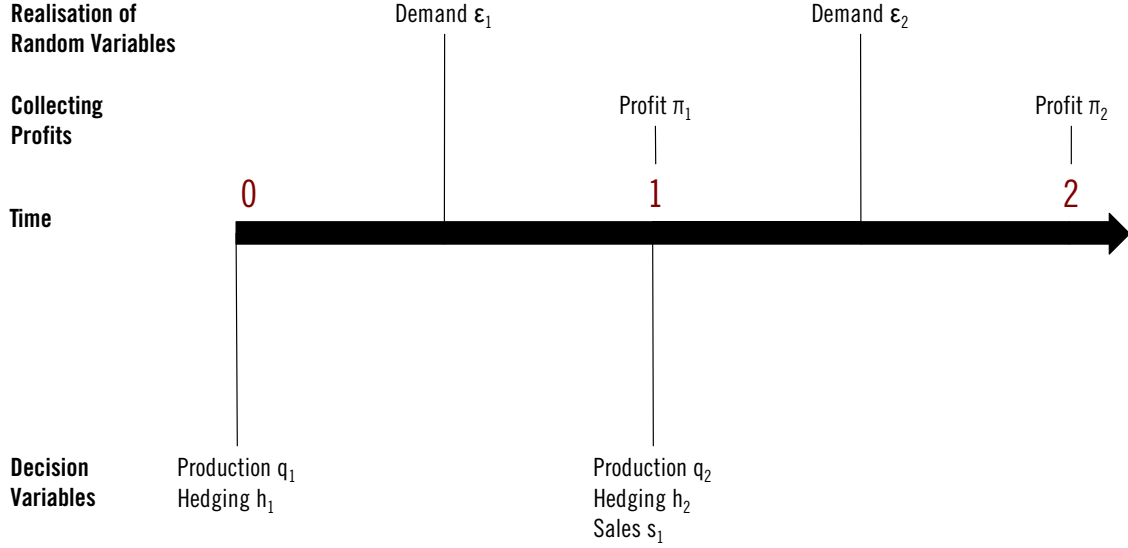 Realisation of
Random Variables
Demand ε₁
Demand ε₂
Collecting
Profits
Profit π₁
Profit π₂
0
1
2
Time
Decision
Variables
Production q₁
Hedging h₁
Production q₂
Hedging h₂
Sales s₁